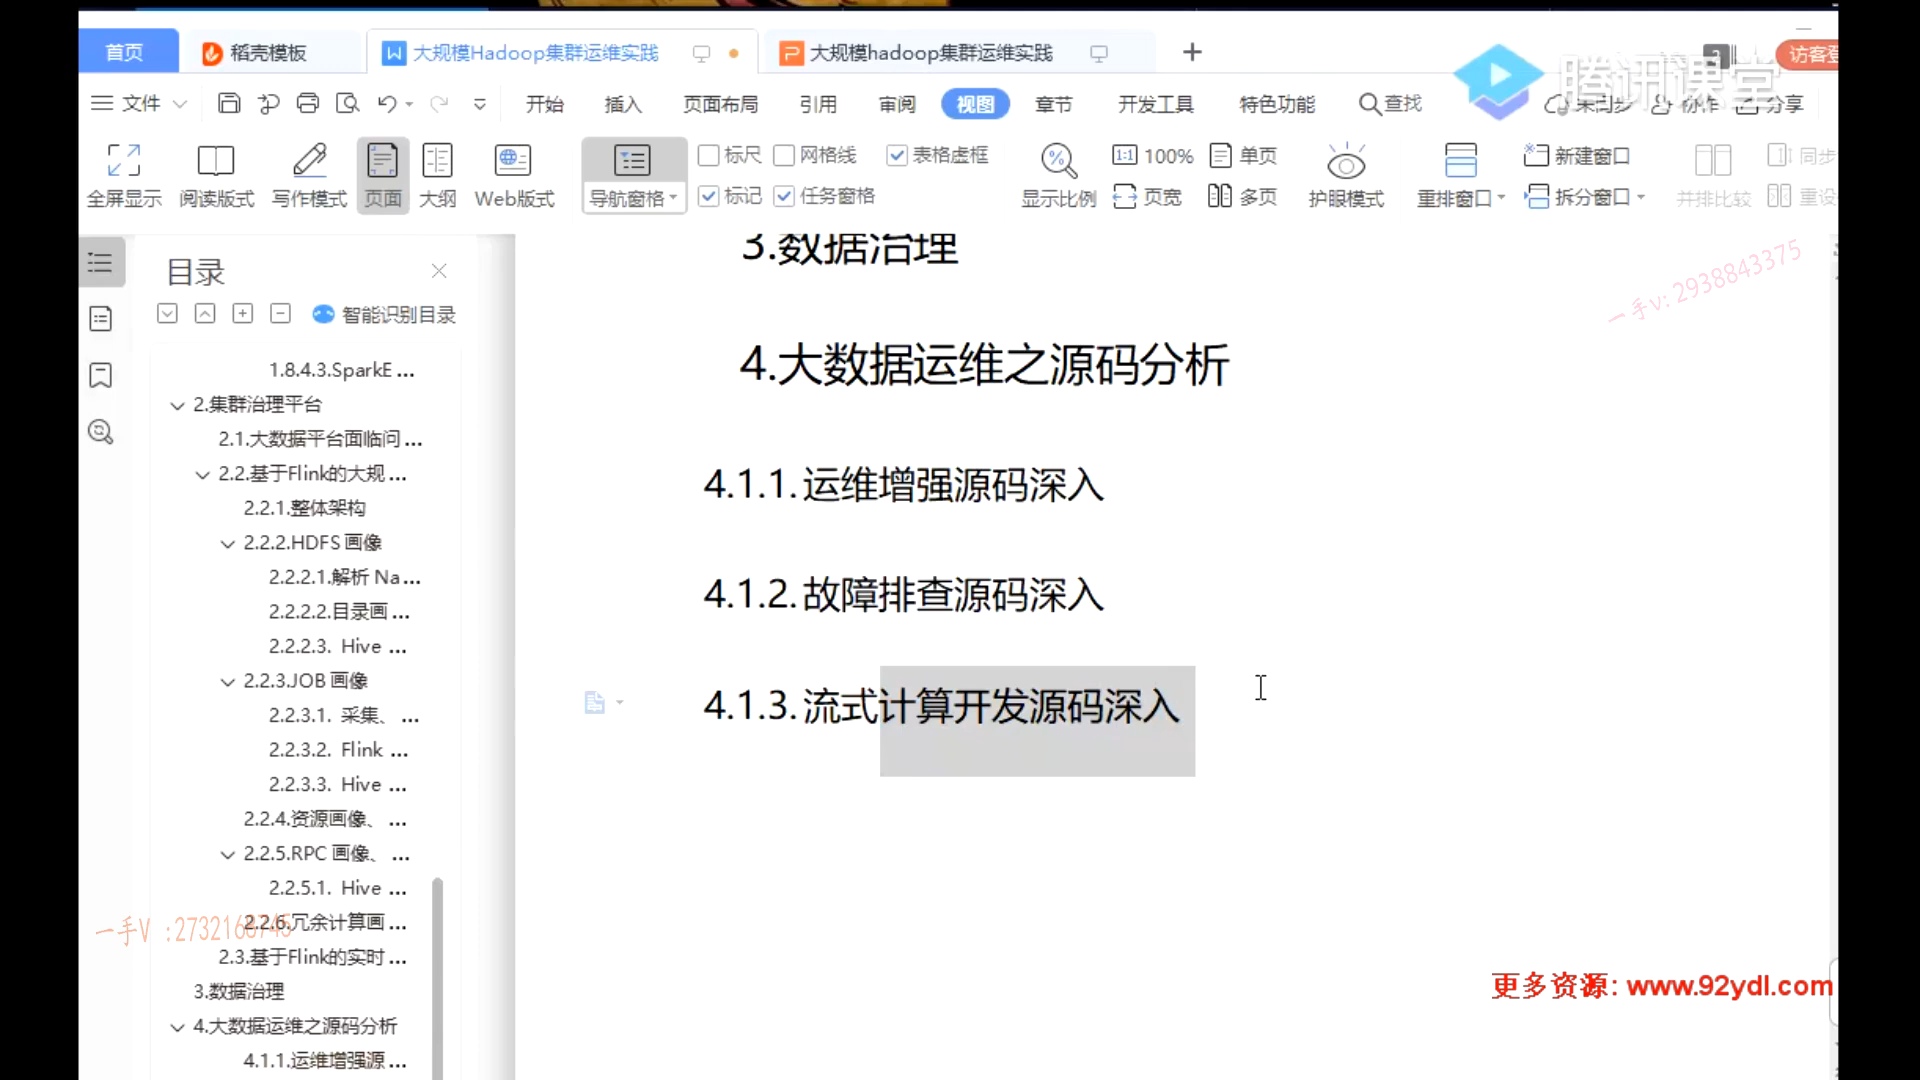 首页
稻壳模板
大规模Hadoop集群运维实践
大规模hadoop集群运维实践
访客登
腾讯课堂
文件
开始
插入
页面布局
引用
审阅
视图
章节
开发工具
特色功能
查找
未同步
协作
分享
全屏显示
阅读版式
写作模式
页面
大纲
Web版式
导航窗格
标尺
网格线
表格虚框
标记
任务窗格
显示比例
1:1 100%
单页
页宽
多页
护眼模式
重排窗口
新建窗口
拆分窗口
并排比较
同步
重设
目录
智能识别目录
1.8.4.3.SparkE ...
2.集群治理平台
2.1.大数据平台面临问 ...
2.2.基于Flink的大规 ...
2.2.1.整体架构
2.2.2.HDFS 画像
2.2.2.1.解析 Na ...
2.2.2.2.目录画 ...
2.2.2.3. Hive ...
2.2.3.JOB 画像
2.2.3.1. 采集、 ...
2.2.3.2. Flink ...
2.2.3.3. Hive ...
2.2.4.资源画像、 ...
2.2.5.RPC 画像、 ...
2.2.5.1. Hive ...
2.2.6.冗余计算画 ...
2.3.基于Flink的实时 ...
3.数据治理
4.大数据运维之源码分析
4.1.1.运维增强源 ...
3.数据治理
4.大数据运维之源码分析
4.1.1.运维增强源码深入
4.1.2.故障排查源码深入
4.1.3.流式计算开发源码深入
一手v: 2938843375
更多资源: www.92ydl.com